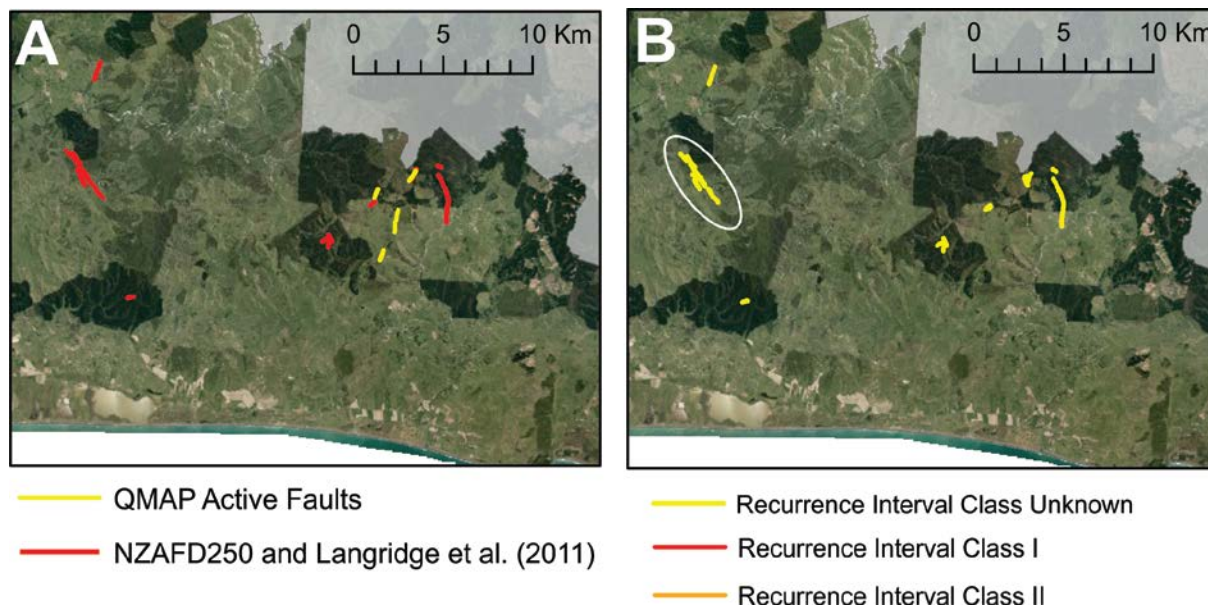 A
0 5 10 Km
B
0 5 10 Km
QMAP Active Faults
NZAFD250 and Langridge et al. (2011)
Recurrence Interval Class Unknown
Recurrence Interval Class I
Recurrence Interval Class II